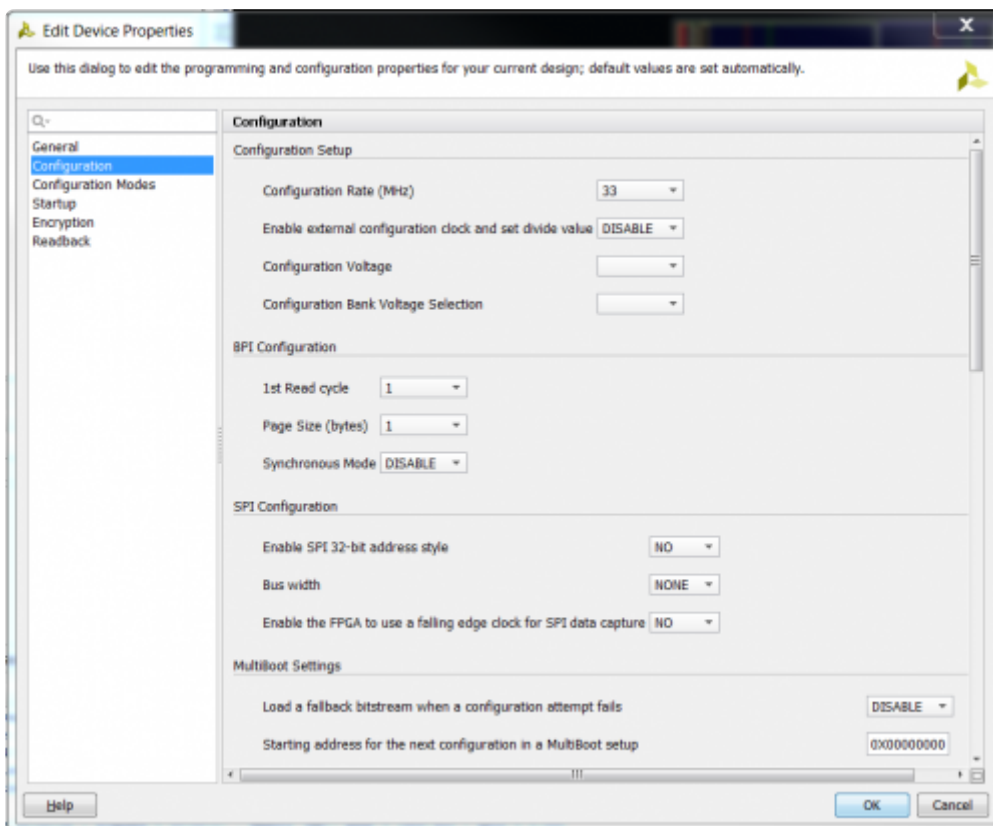 Edit Device Properties
Use this dialog to edit the programming and configuration properties for your current design; default values are set automatically.
General
Configuration
Configuration Modes
Startup
Encryption
Readback
Configuration
Configuration Setup
Configuration Rate (MHz) 33
Enable external configuration clock and set divide value DISABLE
Configuration Voltage
Configuration Bank Voltage Selection
BPI Configuration
1st Read cycle 1
Page Size (bytes) 1
Synchronous Mode DISABLE
SPI Configuration
Enable SPI 32-bit address style NO
Bus width NONE
Enable the FPGA to use a falling edge clock for SPI data capture NO
MultiBoot Settings
Load a fallback bitstream when a configuration attempt fails DISABLE
Starting address for the next configuration in a MultiBoot setup 0X00000000
Help OK Cancel